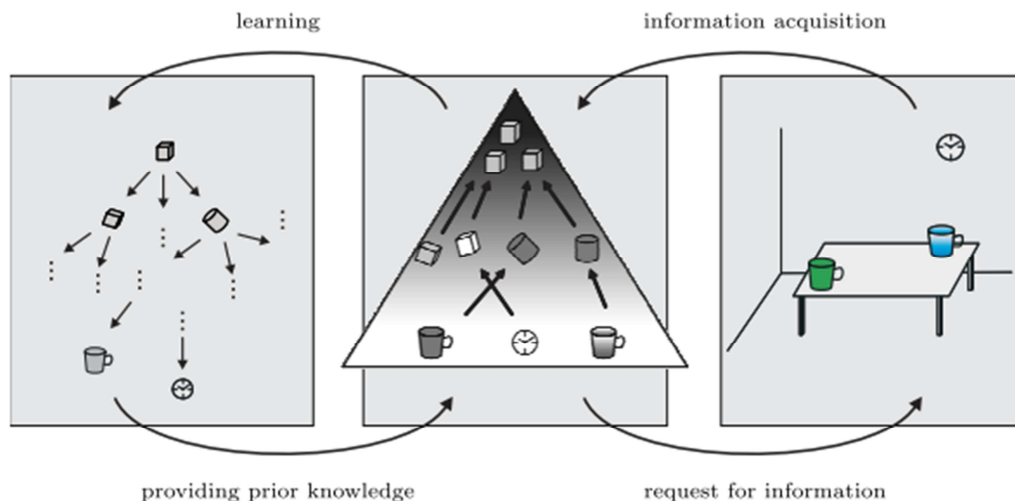 learning
information acquisition
providing prior knowledge
request for information